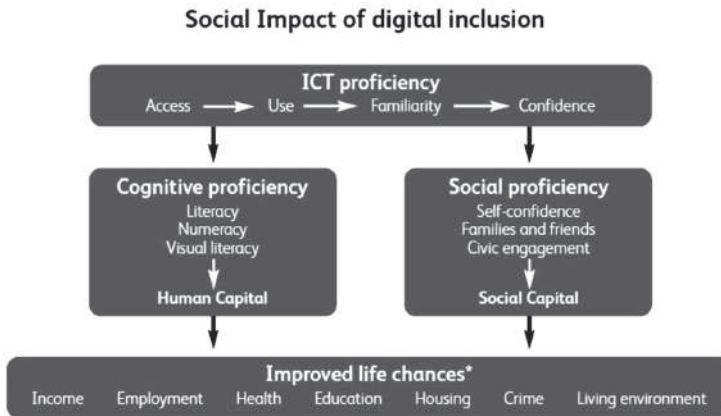 Social Impact of digital inclusion
ICT proficiency
Access Use Familiarity Confidence
Cognitive proficiency
Literacy
Numeracy
Visual literacy
Human Capital
Social proficiency
Self-confidence
Families and friends
Civic engagement
Social Capital
Improved life chances*
Income Employment Health Education Housing Crime Living environment